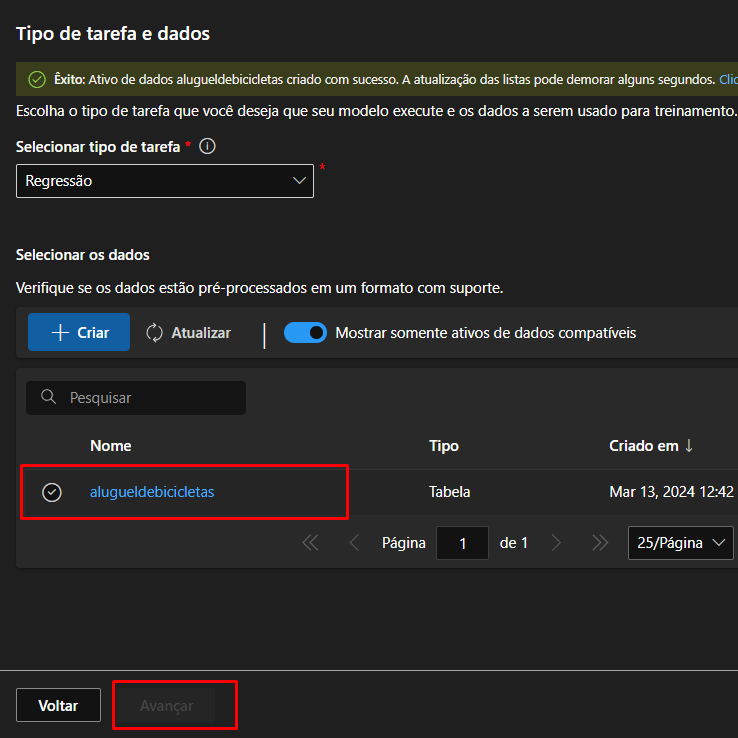 Tipo de tarefa e dados
Êxito: Ativo de dados alugueldebicicletas criado com sucesso. A atualização das listas pode demorar alguns segundos.
Escolha o tipo de tarefa que você deseja que seu modelo execute e os dados a serem usado para treinamento.
Selecionar tipo de tarefa *
Regressão *
Selecionar os dados
Verifique se os dados estão pré-processados em um formato com suporte.
Criar Atualizar Mostrar somente ativos de dados compatíveis
Pesquisar
Nome Tipo Criado em ↓
alugueldebicicletas Tabela Mar 13, 2024 12:42
Página 1 de 1 25/Página
Voltar Avançar